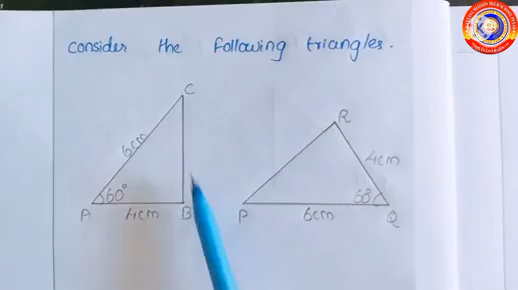 consider the following triangles.
C
R
6cm
4cm
60°
60°
A
4cm
B
P
6cm
Q